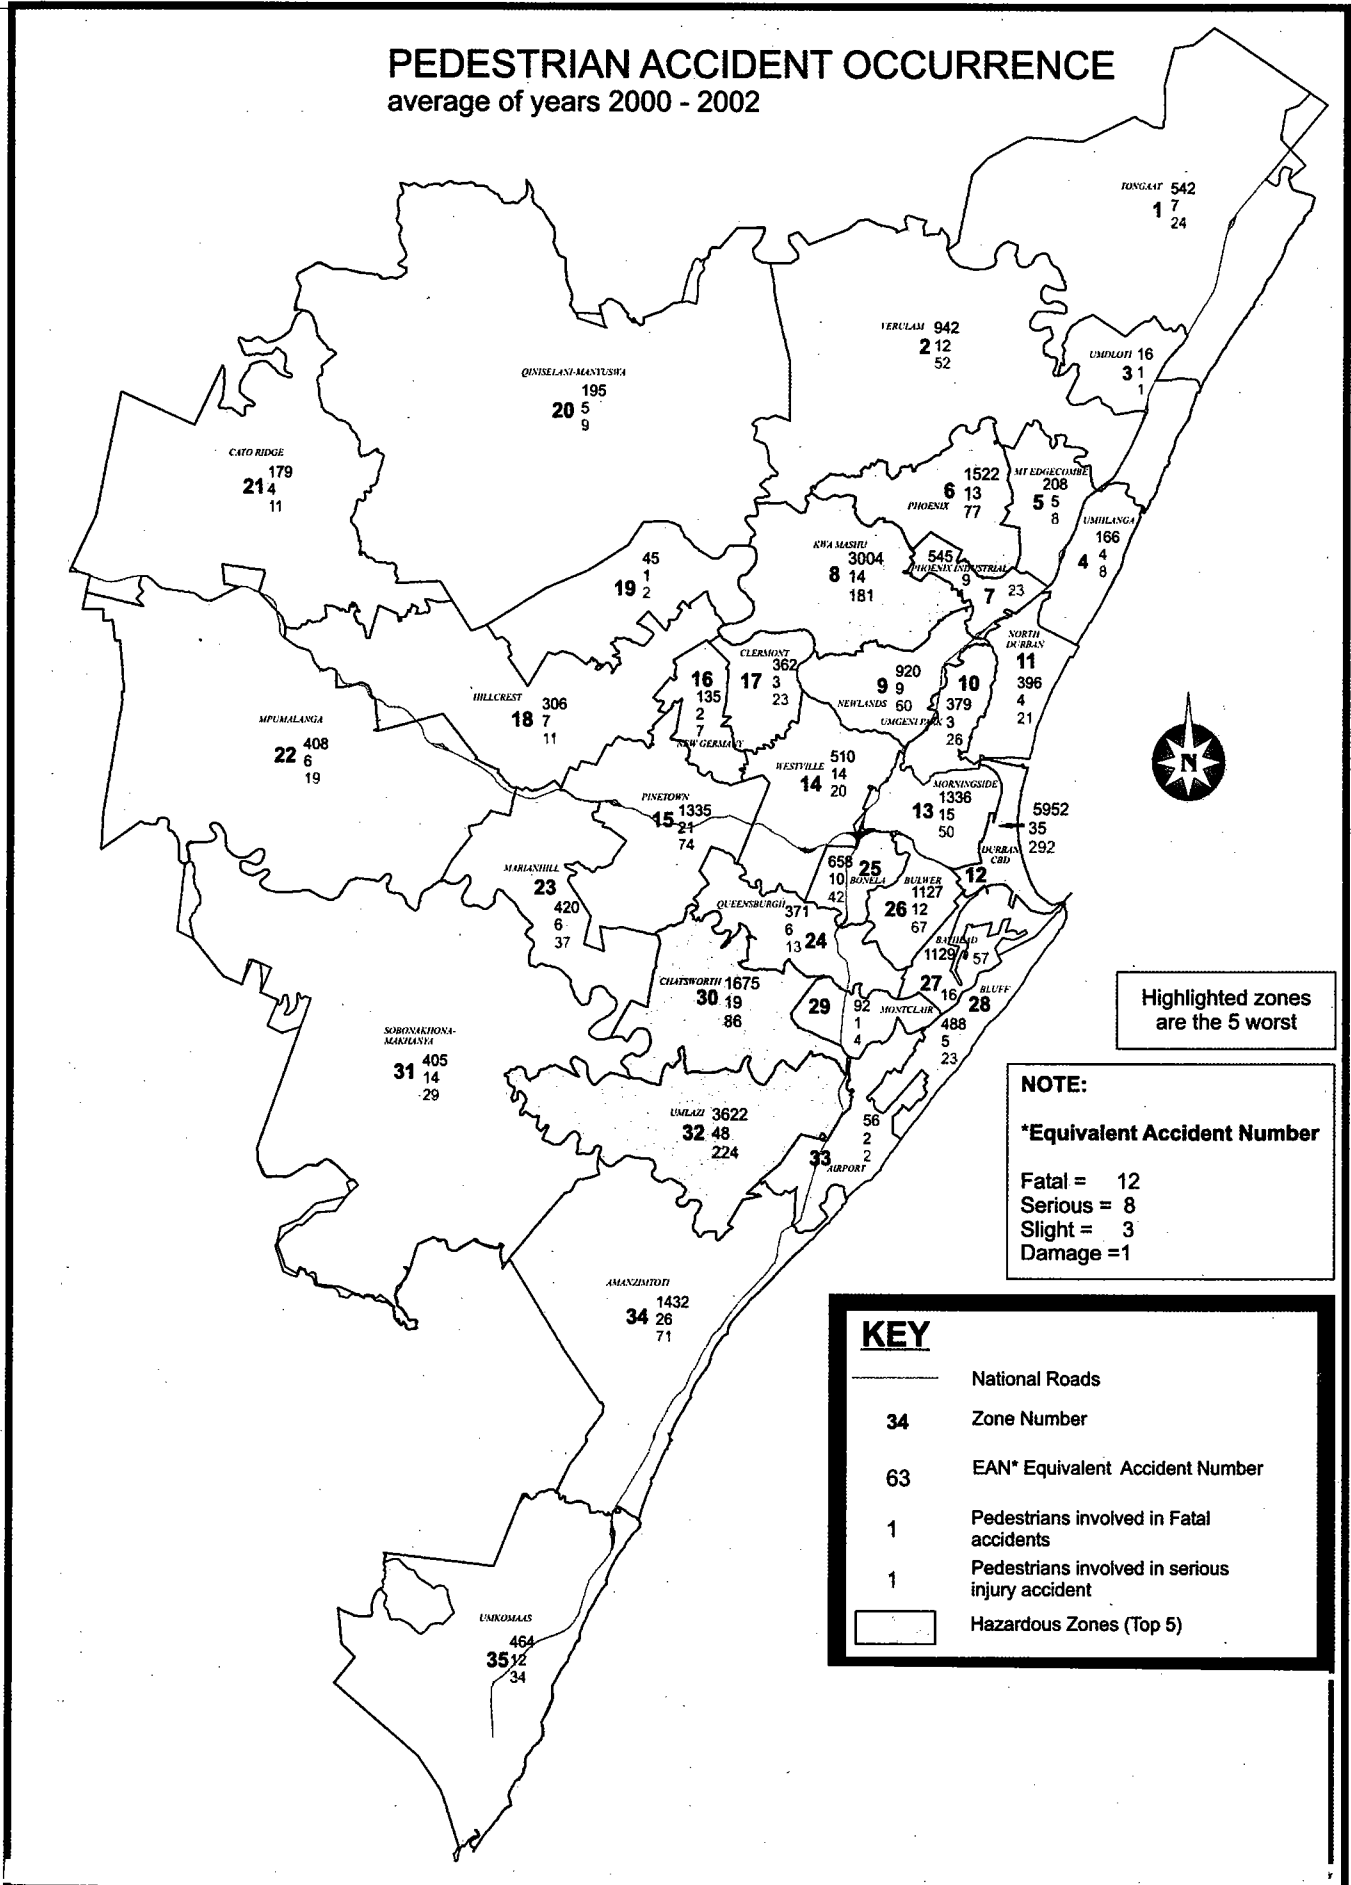 PEDESTRIAN ACCIDENT OCCURRENCE
average of years 2000 - 2002
TONGAAT 542
1 7
24
VERULAM 942
2 12
52
UMDLOTI 16
3 1
1
QINISELANI-MANYUSWA
195
20 5
9
CATO RIDGE
179
21 4
11
1522
6 13
PHOENIX 77
MT EDGECOMBE
208
5 5
8
UMHLANGA
166
4 4
8
KWA MASHU
3004
8 14
181
545
PHOENIX INDUSTRIAL
9
7 23
45
1
19 2
NORTH
DURBAN
11
396
4
21
CLERMONT
362
17 3
23
16
135
2
7
NEW GERMANY
920
9 9
NEWLANDS 60
10
379
UMGENI PARK 3
26
HILLCREST 306
18 7
11
MPUMALANGA
408
22 6
19
WESTVILLE 510
14 14
20
MORNINGSIDE
1336
13 15
50
PINETOWN
1335
15 21
74
5952
35
292
DURBAN
CBD
12
N
MARIANHILL
23
420
6
37
658
25
10 BONELA
42
BULWER
1127
26 12
67
QUEENSBURGH 371
6
13 24
BAYHEAD
1129 57
27 16
BLUFF
28
488
5
23
CHATSWORTH 1675
30 19
86
29 92
1 MONTCLAIR
4
Highlighted zones
are the 5 worst
SOBONAKHONA-
MAKHANYA
405
31 14
29
UMLAZI 3622
32 48
224
56
2
2
33
AIRPORT
NOTE:
*Equivalent Accident Number
Fatal = 12
Serious = 8
Slight = 3
Damage =1
AMANZIMTOTI
1432
34 26
71
KEY
National Roads
34 Zone Number
63 EAN* Equivalent Accident Number
1 Pedestrians involved in Fatal
accidents
1 Pedestrians involved in serious
injury accident
Hazardous Zones (Top 5)
UMKOMAAS
464
35 12
34